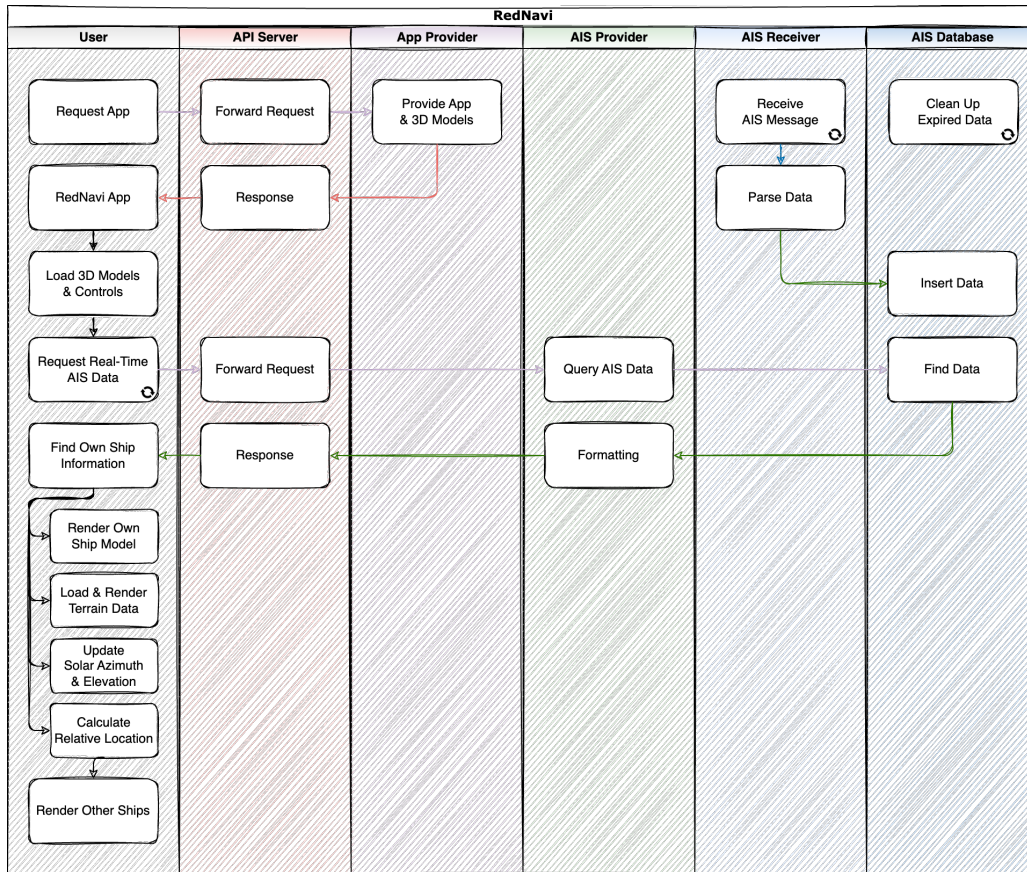 RedNavi
User
API Server
App Provider
AIS Provider
AIS Receiver
AIS Database
Request App
Forward Request
Provide App
& 3D Models
Receive
AIS Message
Clean Up
Expired Data
RedNavi App
Response
Parse Data
Load 3D Models
& Controls
Insert Data
Request Real-Time
AIS Data
Forward Request
Query AIS Data
Find Data
Find Own Ship
Information
Response
Formatting
Render Own
Ship Model
Load & Render
Terrain Data
Update
Solar Azimuth
& Elevation
Calculate
Relative Location
Render Other Ships